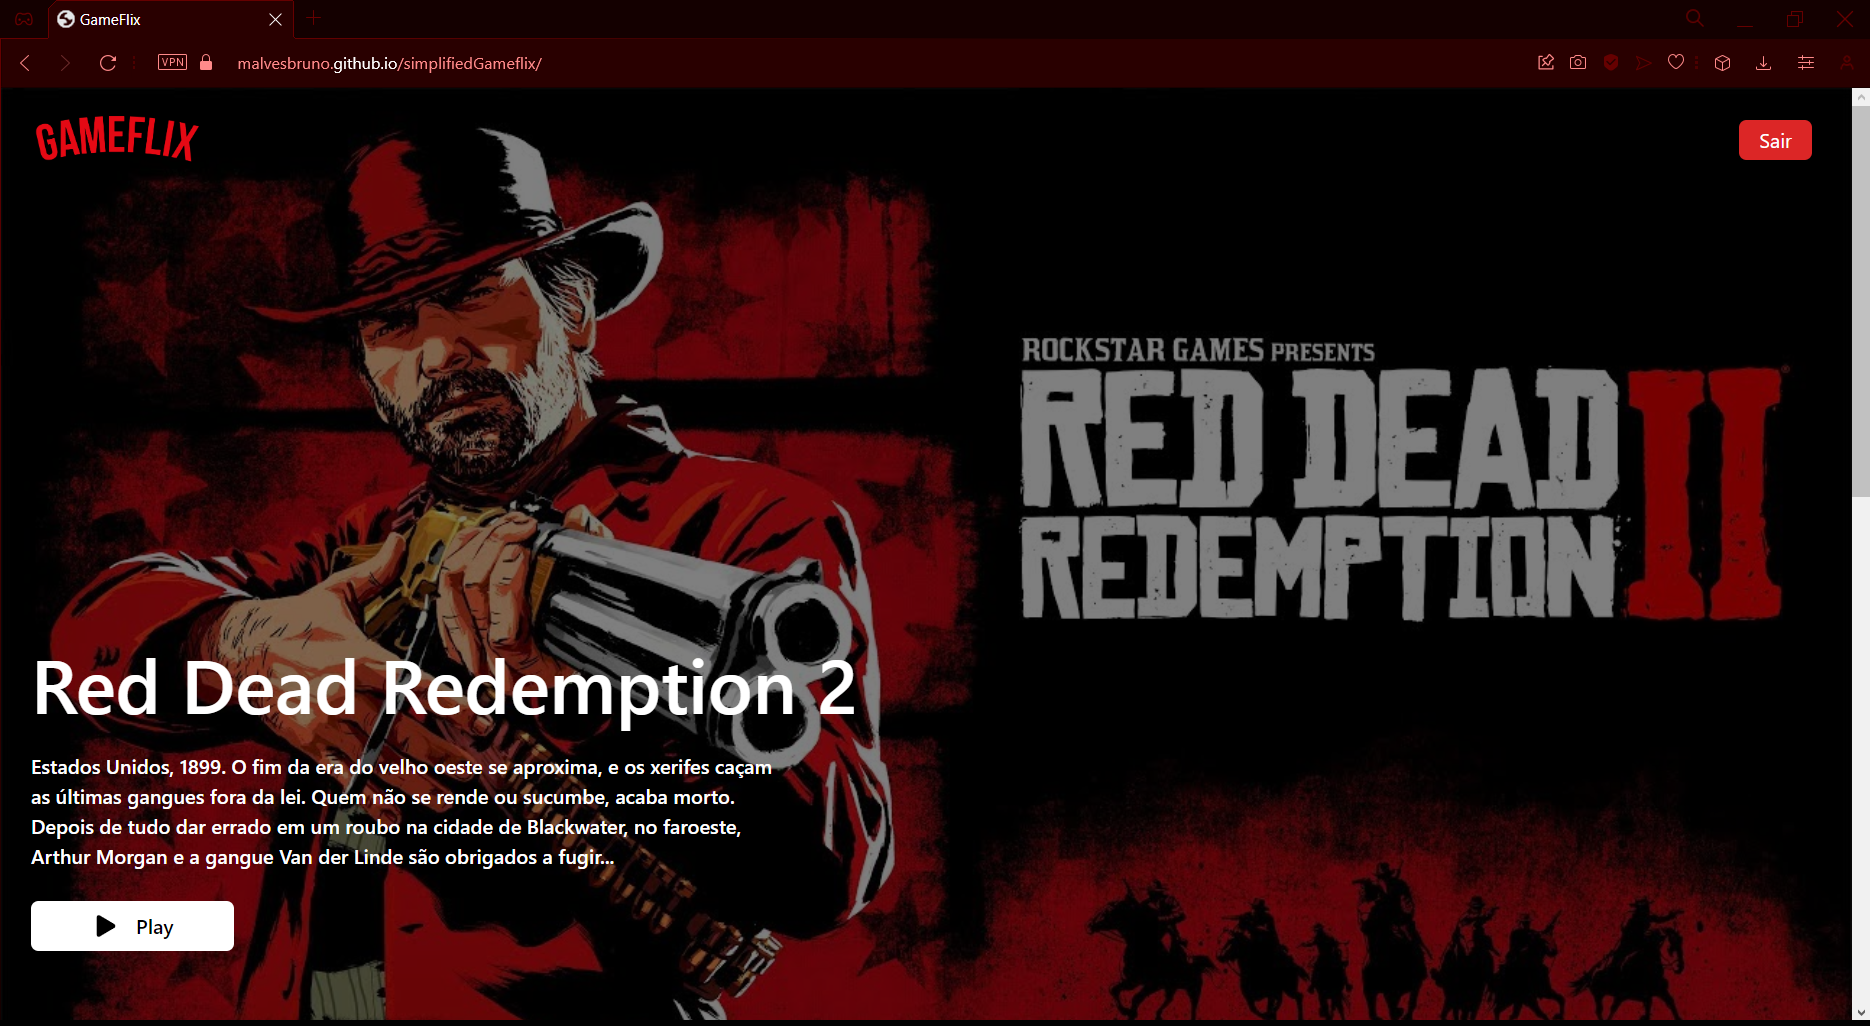 GameFlix
VPN
malvesbruno.github.io/simplifiedGameflix/
GAMEFLIX
Sair
ROCKSTAR GAMES PRESENTS
RED DEAD
REDEMPTION II
Red Dead Redemption 2
Estados Unidos, 1899. O fim da era do velho oeste se aproxima, e os xerifes caçam
as últimas gangues fora da lei. Quem não se rende ou sucumbe, acaba morto.
Depois de tudo dar errado em um roubo na cidade de Blackwater, no faroeste,
Arthur Morgan e a gangue Van der Linde são obrigados a fugir...
Play